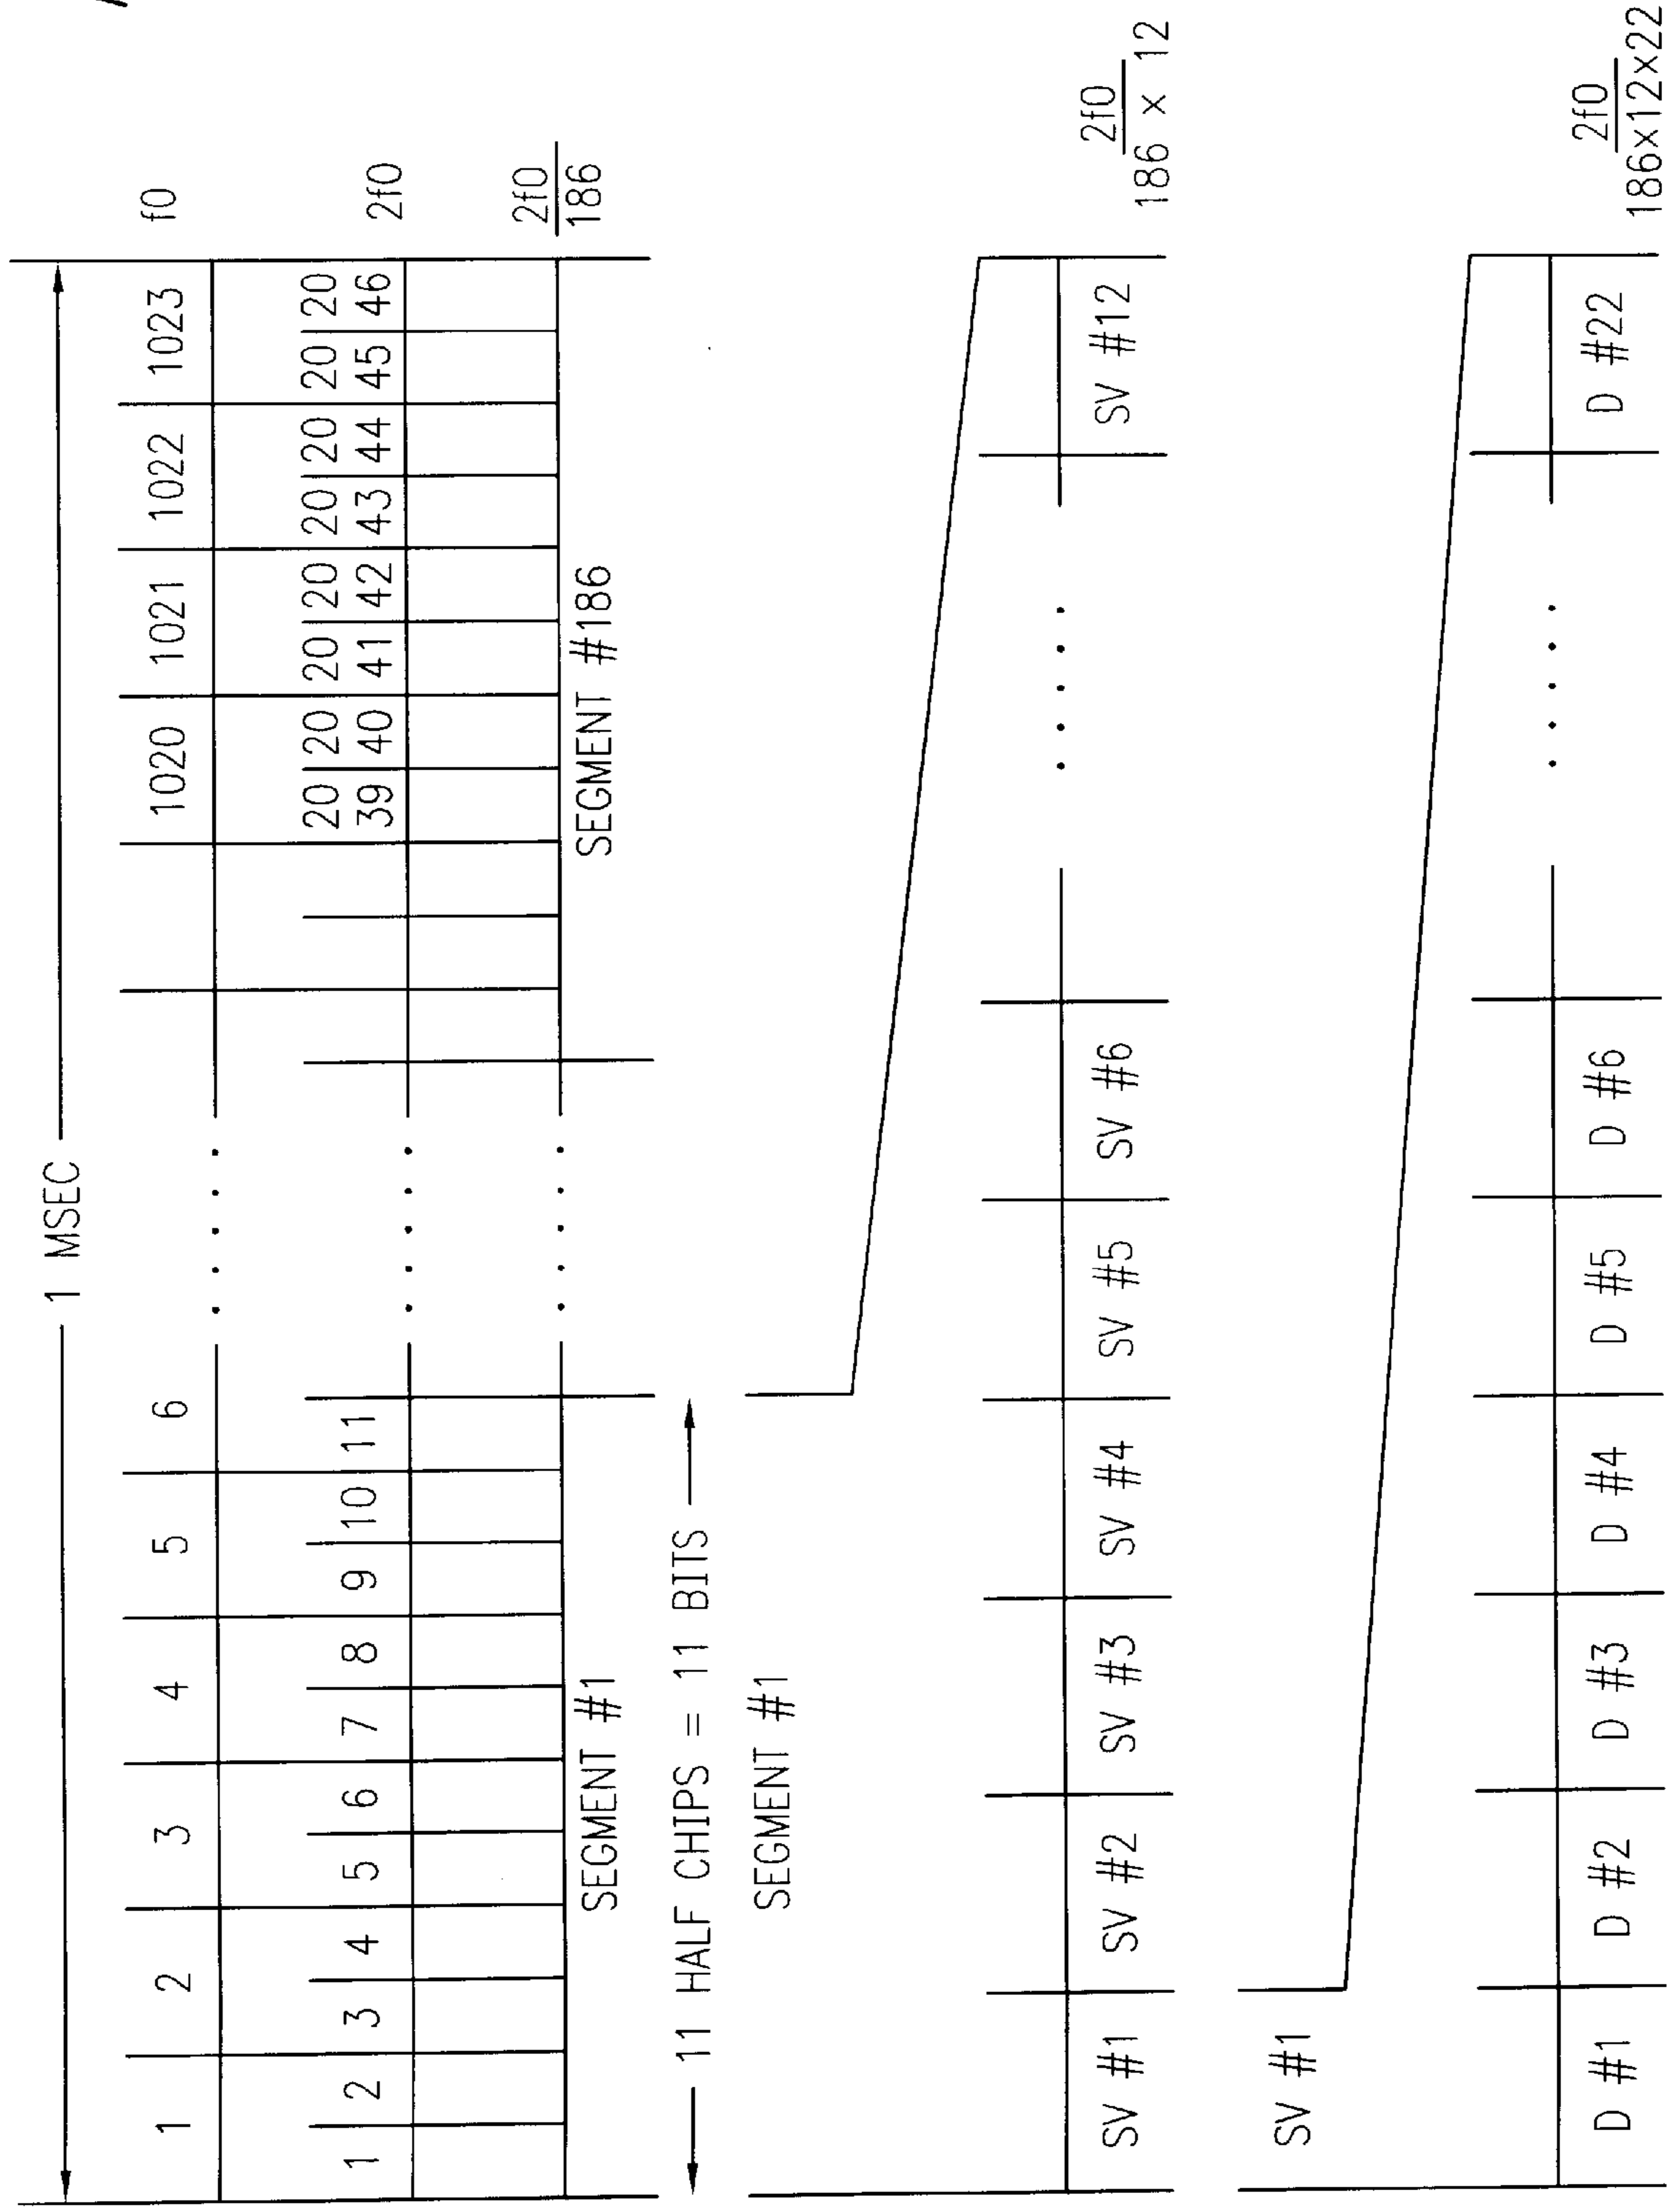 1 MSEC
1 2 3 4 5 6 1020 1021 1022 1023 f0
1 2 3 4 5 6 7 8 9 10 11 20 39 20 40 20 41 20 42 20 43 20 44 20 45 20 46 2f0
SEGMENT #1 SEGMENT #186 2f0
186
11 HALF CHIPS = 11 BITS
SEGMENT #1
SV #1 SV #2 SV #3 SV #4 SV #5 SV #6 SV #12 2f0
186 x 12
SV #1
D #1 D #2 D #3 D #4 D #5 D #6 D #22 2f0
186x12x22